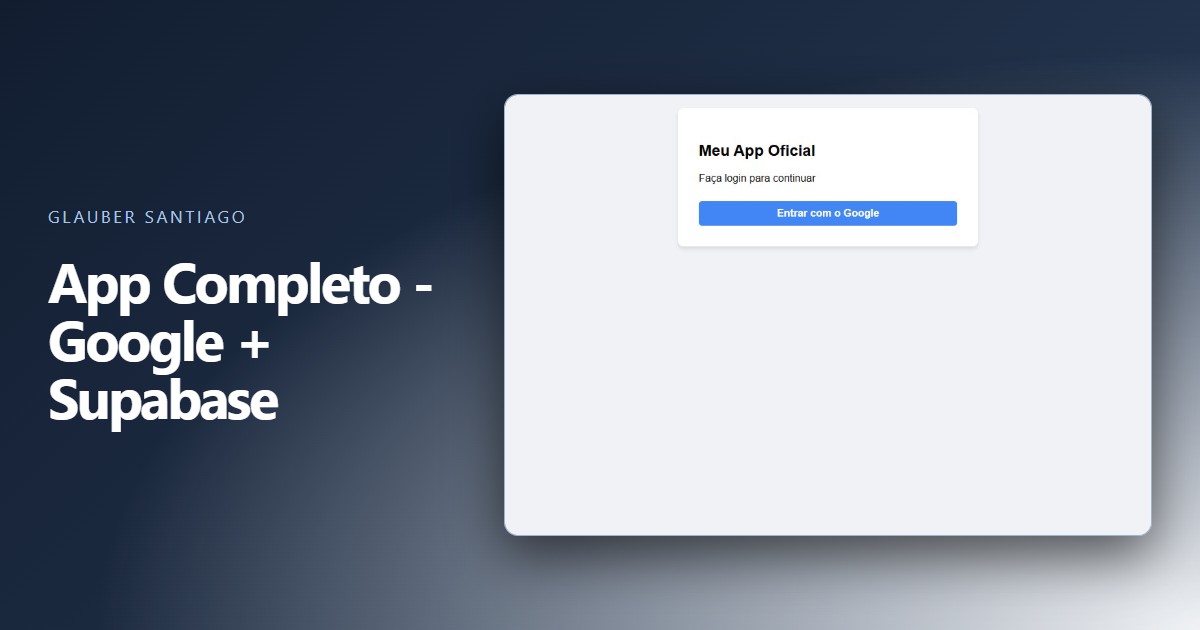 GLAUBER SANTIAGO
App Completo -
Google +
Supabase
Meu App Oficial
Faça login para continuar
Entrar com o Google